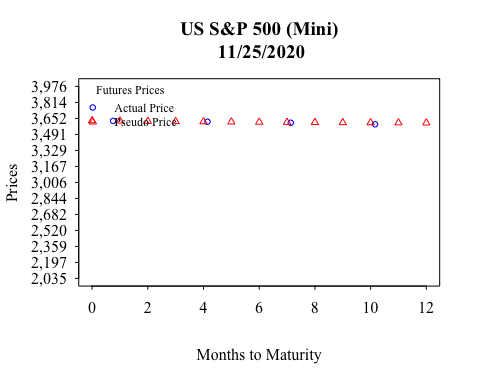 US S&P 500 (Mini)
11/25/2020
Futures Prices
Actual Price
Pseudo Price
Prices
3,976
3,814
3,652
3,491
3,329
3,167
3,006
2,844
2,682
2,520
2,359
2,197
2,035
0 2 4 6 8 10 12
Months to Maturity